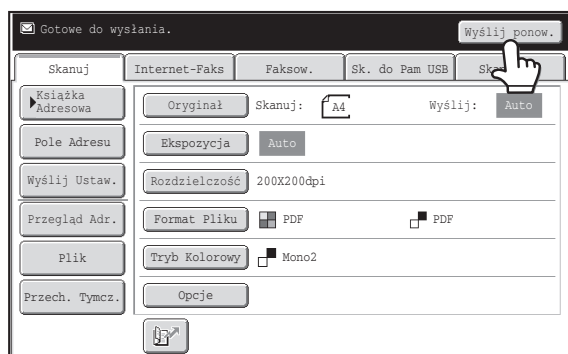 Gotowe do wysłania.
Wyślij ponow.
Skanuj Internet-Faks Faksow. Sk. do Pam USB
Książka
Adresowa
Oryginał Skanuj: A4 Wyślij: Auto
Pole Adresu Ekspozycja Auto
Wyślij Ustaw. Rozdzielczość 200X200dpi
Przegląd Adr. Format Pliku PDF PDF
Plik Tryb Kolorowy Mono2
Przech. Tymcz. Opcje